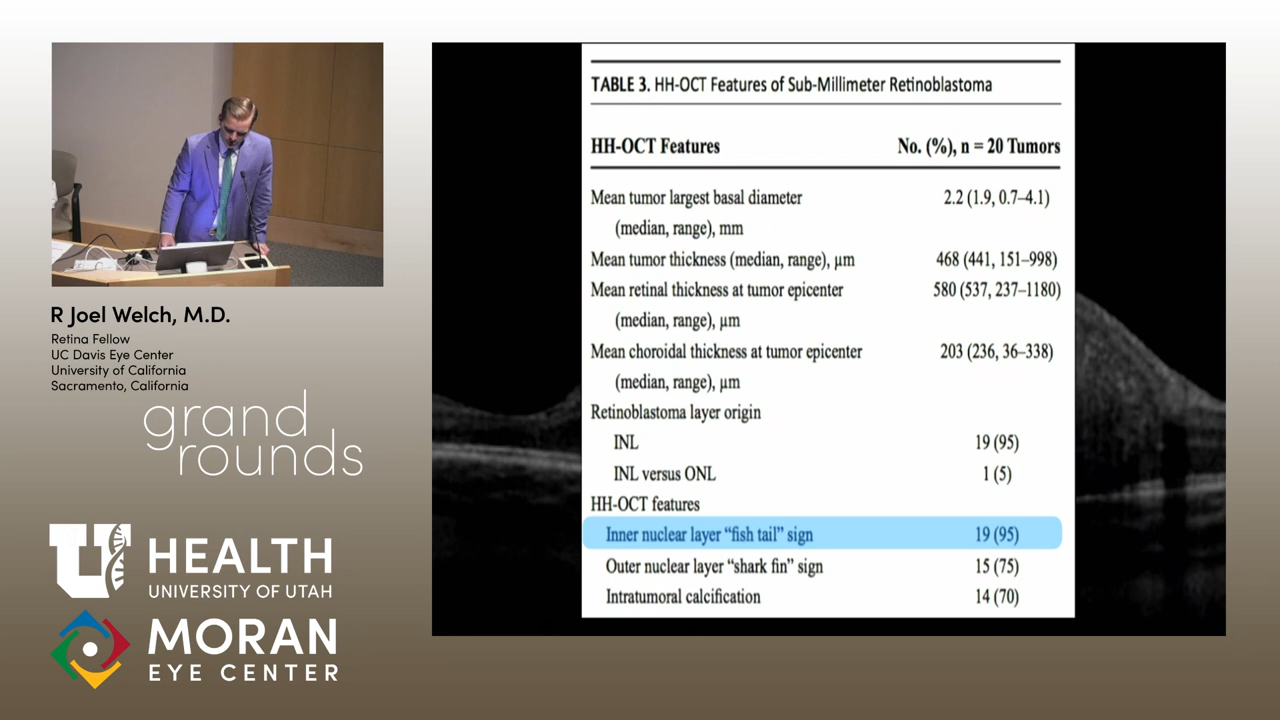 R Joel Welch, M.D.
Retina Fellow
UC Davis Eye Center
University of California
Sacramento, California
grand
rounds
U HEALTH
UNIVERSITY OF UTAH
MORAN
EYE CENTER
TABLE 3. HH-OCT Features of Sub-Millimeter Retinoblastoma
HH-OCT Features No. (%), n = 20 Tumors
Mean tumor largest basal diameter 2.2 (1.9, 0.7–4.1)
(median, range), mm
Mean tumor thickness (median, range), µm 468 (441, 151–998)
Mean retinal thickness at tumor epicenter 580 (537, 237–1180)
(median, range), µm
Mean choroidal thickness at tumor epicenter 203 (236, 36–338)
(median, range), µm
Retinoblastoma layer origin
INL 19 (95)
INL versus ONL 1 (5)
HH-OCT features
Inner nuclear layer “fish tail” sign 19 (95)
Outer nuclear layer “shark fin” sign 15 (75)
Intratumoral calcification 14 (70)